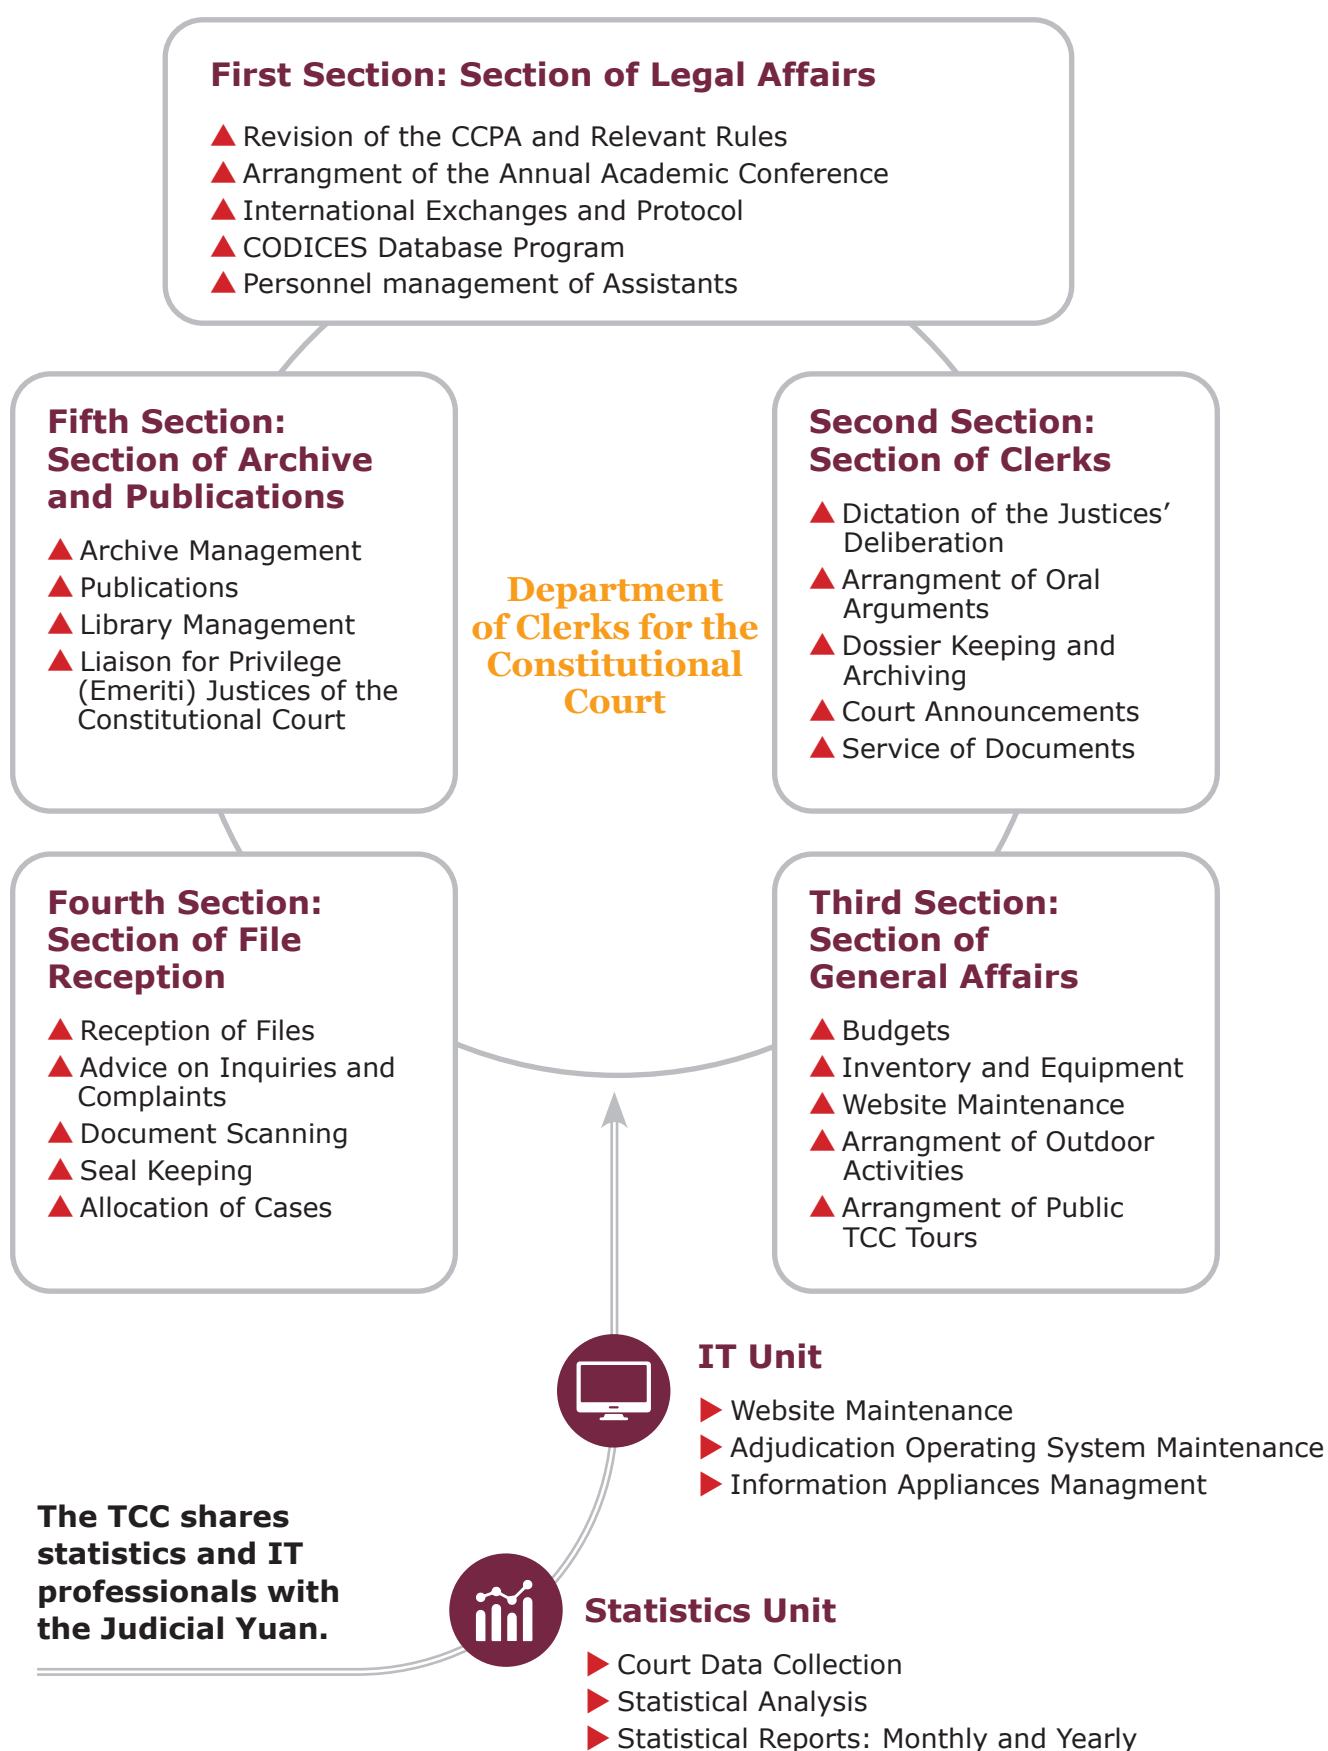 First Section: Section of Legal Affairs
Revision of the CCPA and Relevant Rules
Arrangment of the Annual Academic Conference
International Exchanges and Protocol
CODICES Database Program
Personnel management of Assistants
Fifth Section:
Section of Archive
and Publications
Archive Management
Publications
Library Management
Liaison for Privilege
(Emeriti) Justices of the
Constitutional Court
Department
of Clerks for the
Constitutional
Court
Second Section:
Section of Clerks
Dictation of the Justices’
Deliberation
Arrangment of Oral
Arguments
Dossier Keeping and
Archiving
Court Announcements
Service of Documents
Fourth Section:
Section of File
Reception
Reception of Files
Advice on Inquiries and
Complaints
Document Scanning
Seal Keeping
Allocation of Cases
Third Section:
Section of
General Affairs
Budgets
Inventory and Equipment
Website Maintenance
Arrangment of Outdoor
Activities
Arrangment of Public
TCC Tours
IT Unit
Website Maintenance
Adjudication Operating System Maintenance
Information Appliances Managment
The TCC shares
statistics and IT
professionals with
the Judicial Yuan.
Statistics Unit
Court Data Collection
Statistical Analysis
Statistical Reports: Monthly and Yearly